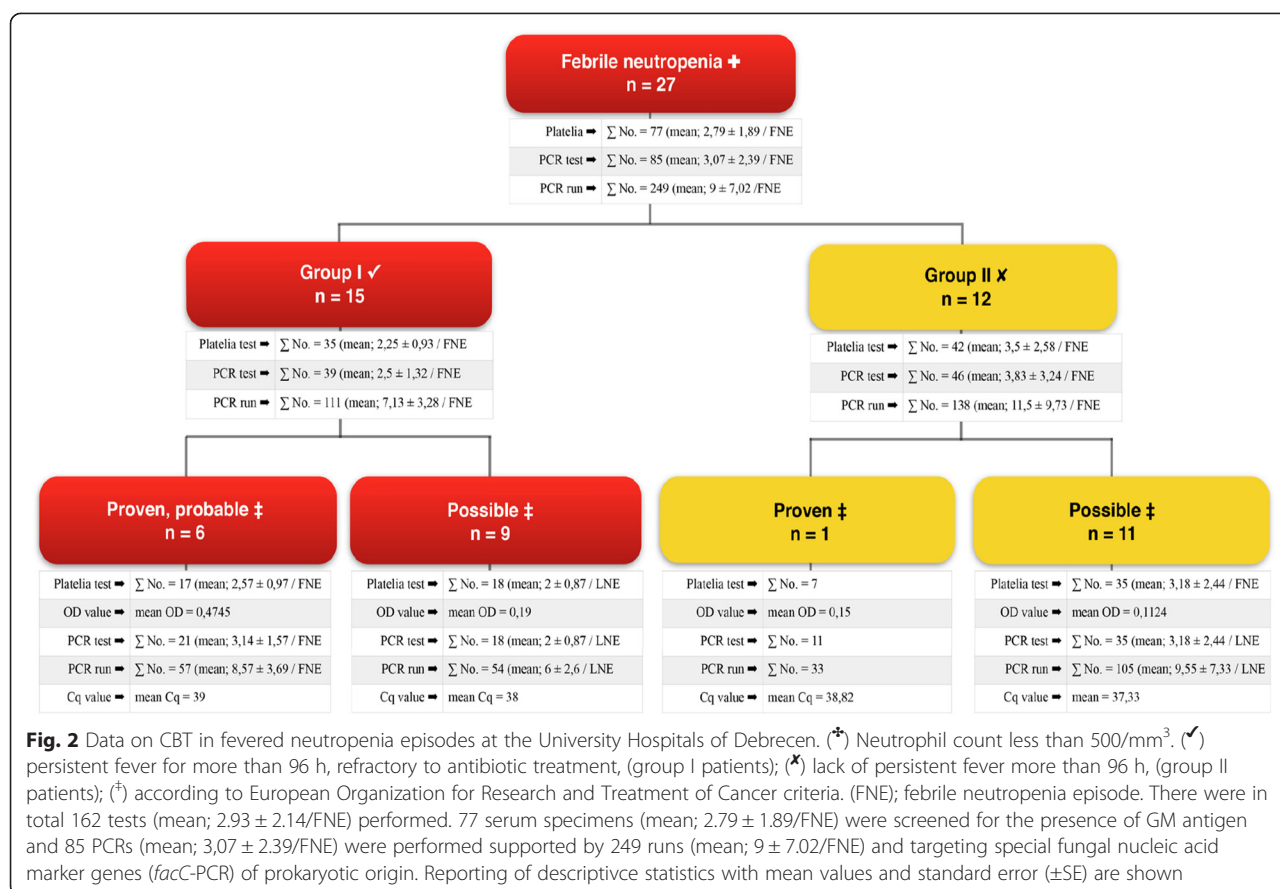 Febrile neutropenia ✚
n = 27
Platelia ➡ ∑ No. = 77 (mean; 2,79 ± 1,89 / FNE
PCR test ➡ ∑ No. = 85 (mean; 3,07 ± 2,39 / FNE)
PCR run ➡ ∑ No. = 249 (mean; 9 ± 7,02 /FNE
Group I ✓
n = 15
Platelia test ➡ ∑ No. = 35 (mean; 2,25 ± 0,93 / FNE
PCR test ➡ ∑ No. = 39 (mean; 2,5 ± 1,32 / FNE)
PCR run ➡ ∑ No. = 111 (mean; 7,13 ± 3,28 / FNE)
Group II ✘
n = 12
Platelia test ➡ ∑ No. = 42 (mean; 3,5 ± 2,58 / FNE)
PCR test ➡ ∑ No. = 46 (mean; 3,83 ± 3,24 / FNE)
PCR run ➡ ∑ No. = 138 (mean; 11,5 ± 9,73 / FNE)
Proven, probable ‡
n = 6
Platelia test ➡ ∑ No. = 17 (mean; 2,57 ± 0,97 / FNE
OD value ➡ mean OD = 0,4745
PCR test ➡ ∑ No. = 21 (mean; 3,14 ± 1,57 / FNE)
PCR run ➡ ∑ No. = 57 (mean; 8,57 ± 3,69 / FNE)
Cq value ➡ mean Cq = 39
Possible ‡
n = 9
Platelia test ➡ ∑ No. = 18 (mean; 2 ± 0,87 / LNE
OD value ➡ mean OD = 0,19
PCR test ➡ ∑ No. = 18 (mean; 2 ± 0,87 / LNE)
PCR run ➡ ∑ No. = 54 (mean; 6 ± 2,6 / LNE)
Cq value ➡ mean Cq = 38
Proven ‡
n = 1
Platelia test ➡ ∑ No. = 7
OD value ➡ mean OD = 0,15
PCR test ➡ ∑ No. = 11
PCR run ➡ ∑ No. = 33
Cq value ➡ mean Cq = 38,82
Possible ‡
n = 11
Platelia test ➡ ∑ No. = 35 (mean; 3,18 ± 2,44 / FNE)
OD value ➡ mean OD = 0,1124
PCR test ➡ ∑ No. = 35 (mean; 3,18 ± 2,44 / LNE)
PCR run ➡ ∑ No. = 105 (mean; 9,55 ± 7,33 / LNE)
Cq value ➡ mean = 37,33
Fig. 2 Data on CBT in fevered neutropenia episodes at the University Hospitals of Debrecen. (✤) Neutrophil count less than 500/mm³. (✔)
persistent fever for more than 96 h, refractory to antibiotic treatment, (group I patients); (✘) lack of persistent fever more than 96 h, (group II
patients); (‡) according to European Organization for Research and Treatment of Cancer criteria. (FNE); febrile neutropenia episode. There were in
total 162 tests (mean; 2.93 ± 2.14/FNE) performed. 77 serum specimens (mean; 2.79 ± 1.89/FNE) were screened for the presence of GM antigen
and 85 PCRs (mean; 3,07 ± 2.39/FNE) were performed supported by 249 runs (mean; 9 ± 7.02/FNE) and targeting special fungal nucleic acid
marker genes (facC-PCR) of prokaryotic origin. Reporting of descriptivce statistics with mean values and standard error (±SE) are shown